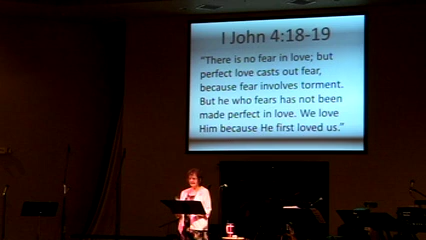 I John 4:18-19
“There is no fear in love; but
perfect love casts out fear,
because fear involves torment.
But he who fears has not been
made perfect in love. We love
Him because He first loved us.”